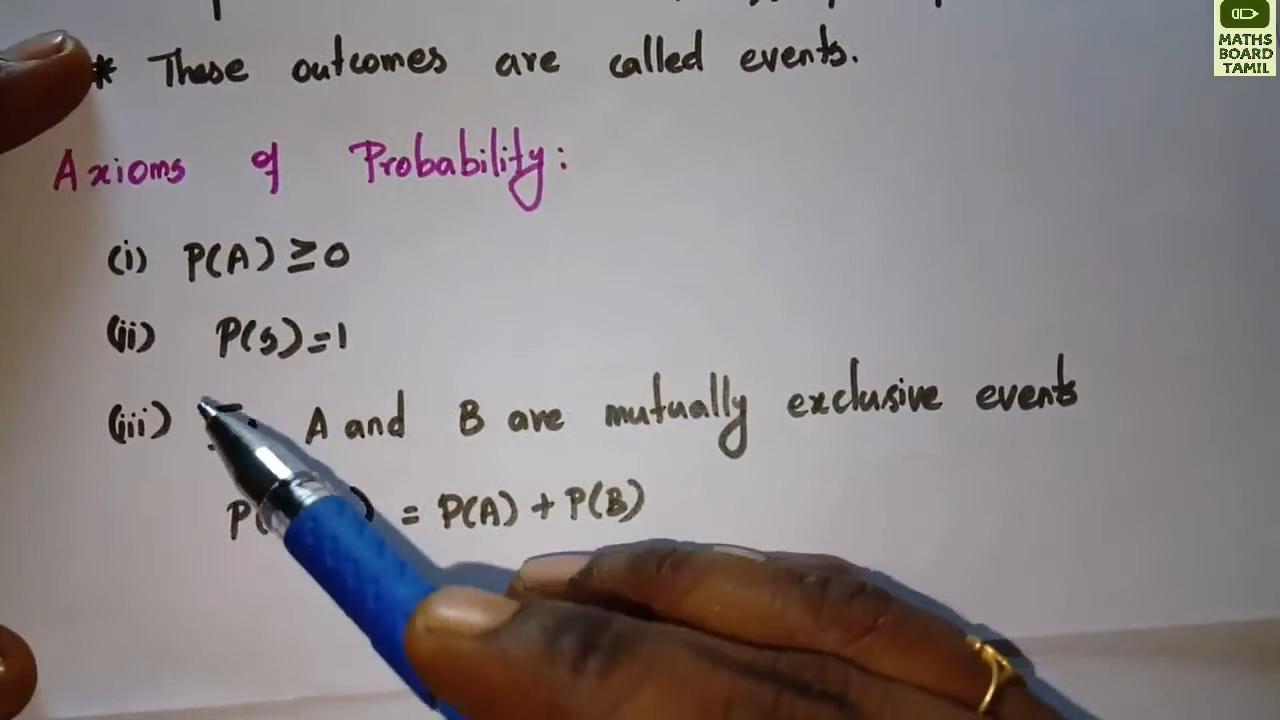 * These outcomes are called events.
Axioms of Probability:
(i) P(A) ≥ 0
(ii) P(S) = 1
(iii) A and B are mutually exclusive events
P( ) = P(A) + P(B)
MATHS
BOARD
TAMIL